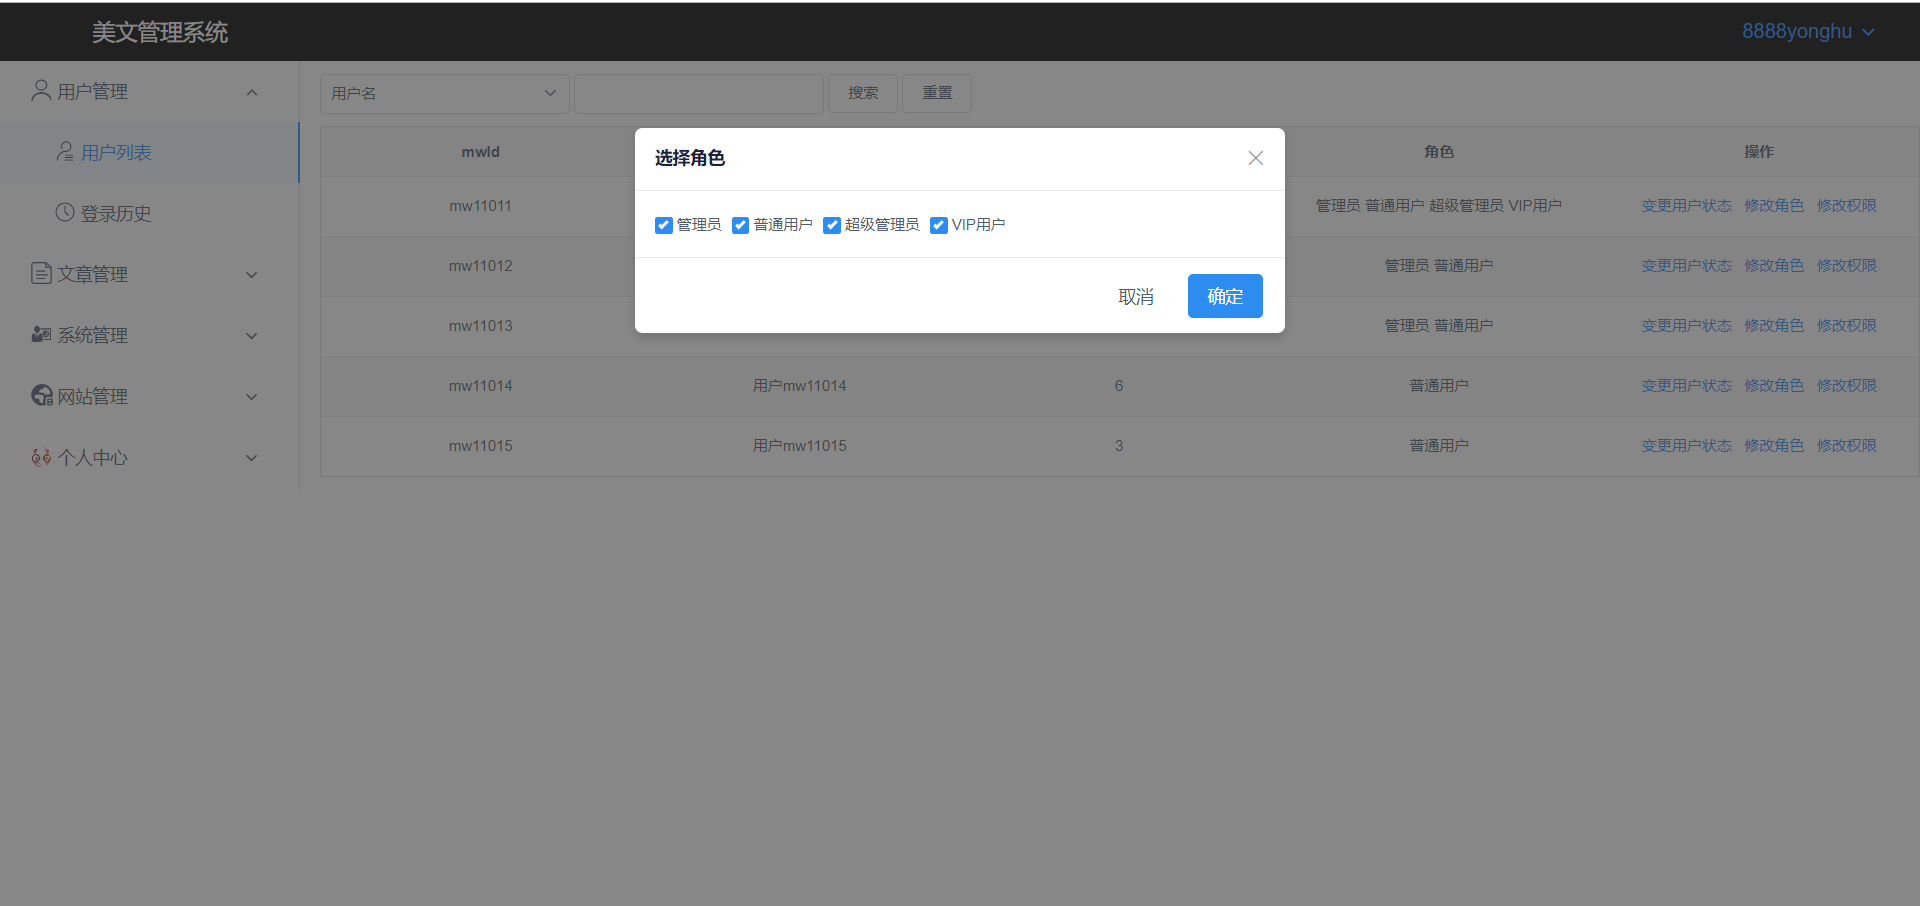 美文管理系统
8888yonghu
用户管理
用户列表
登录历史
文章管理
系统管理
网站管理
个人中心
用户名 搜索 重置
mwId 角色 操作
mw11011 管理员 普通用户 超级管理员 VIP用户 变更用户状态 修改角色 修改权限
mw11012 管理员 普通用户 变更用户状态 修改角色 修改权限
mw11013 管理员 普通用户 变更用户状态 修改角色 修改权限
mw11014 用户mw11014 6 普通用户 变更用户状态 修改角色 修改权限
mw11015 用户mw11015 3 普通用户 变更用户状态 修改角色 修改权限
选择角色
管理员 普通用户 超级管理员 VIP用户
取消 确定